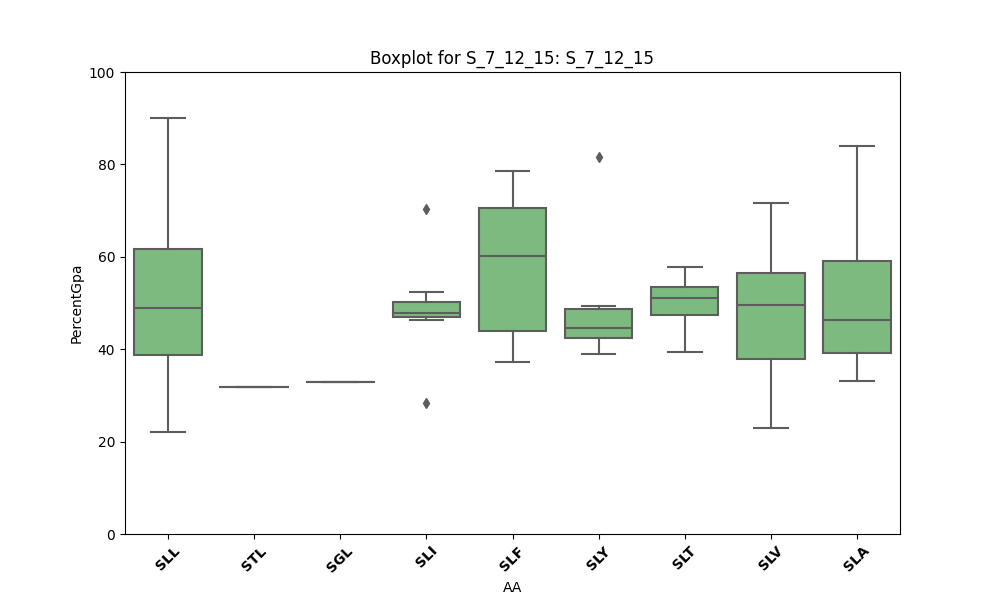 Boxplot for S_7_12_15: S_7_12_15
PercentGpa
100
80
60
40
20
0
SLL STL SGL SLI SLF SLY SLT SLV SLA
AA